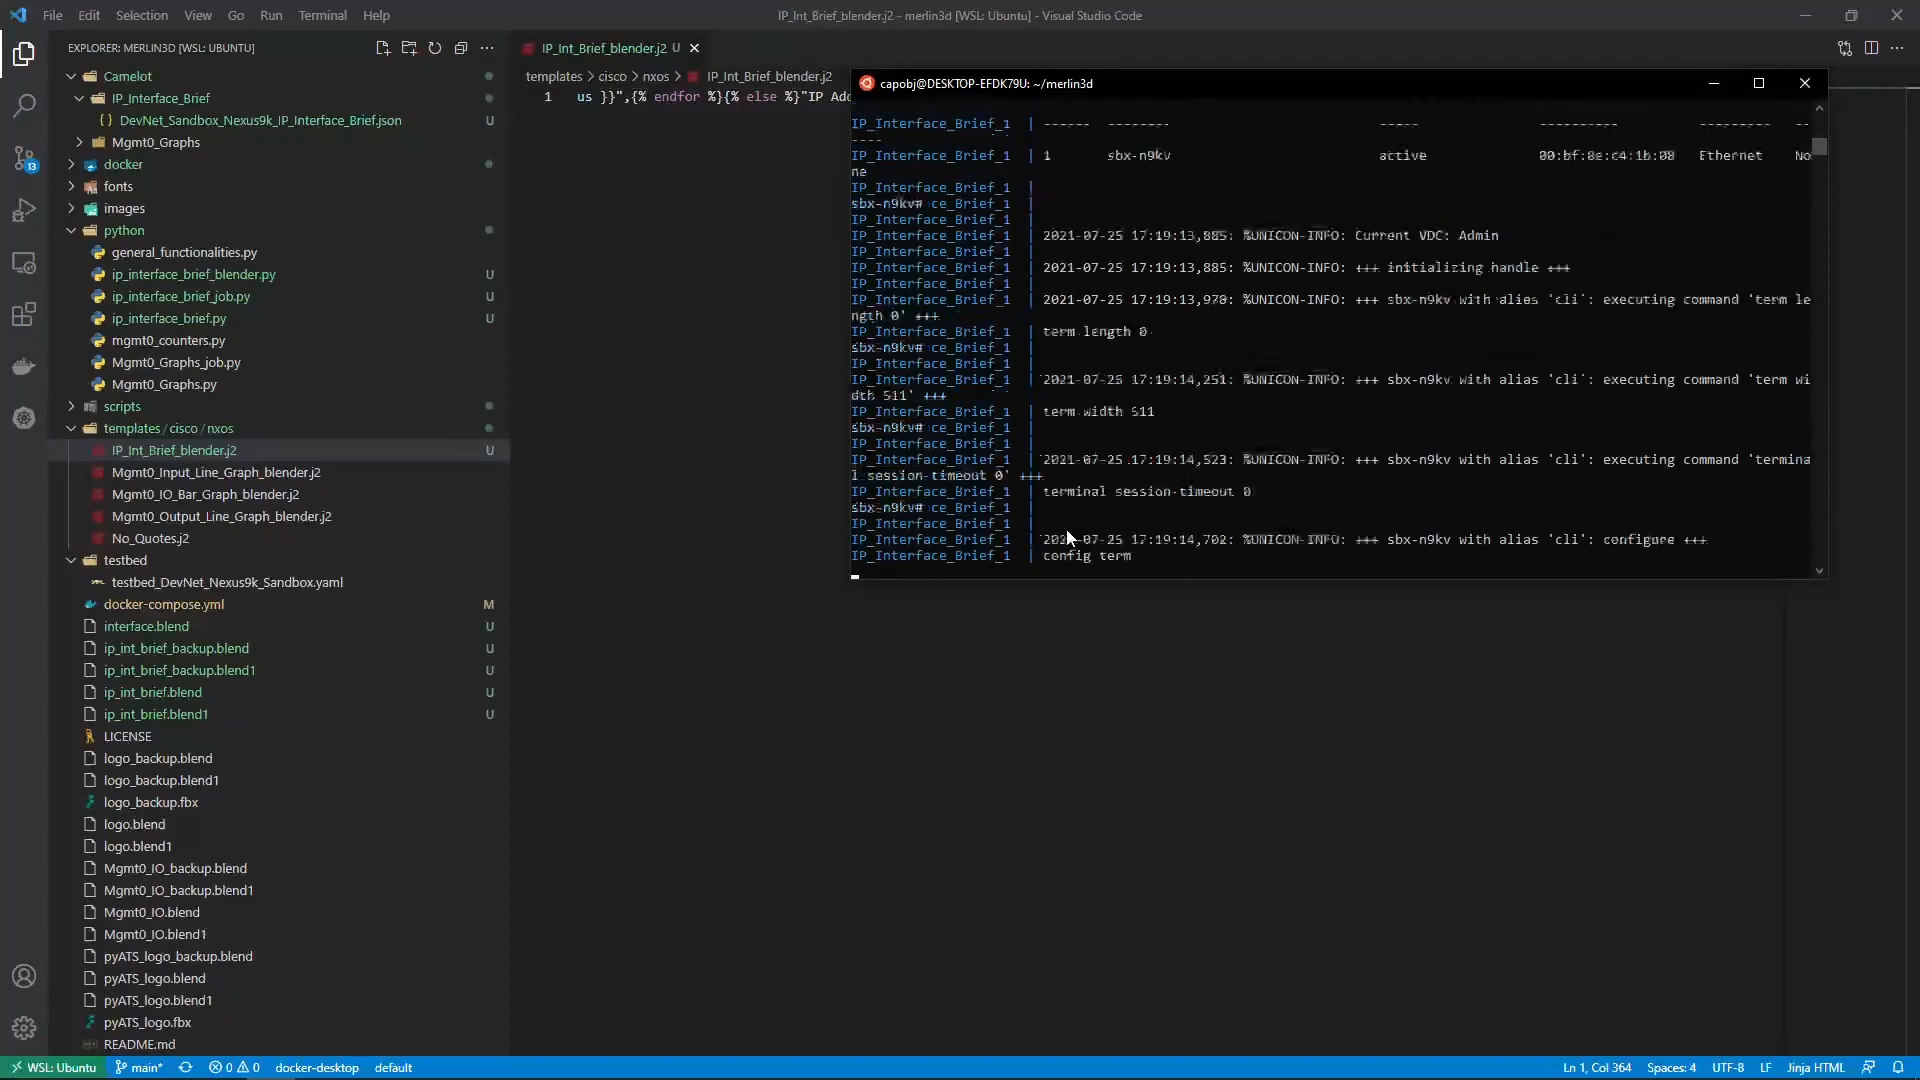 File Edit Selection View Go Run Terminal Help
IP_Int_Brief_blender.j2 - merlin3d [WSL: Ubuntu] - Visual Studio Code
EXPLORER: MERLIN3D [WSL: UBUNTU]
Camelot
IP_Interface_Brief
{ } DevNet_Sandbox_Nexus9k_IP_Interface_Brief.json U
Mgmt0_Graphs
docker
fonts
images
python
general_functionalities.py
ip_interface_brief_blender.py U
ip_interface_brief_job.py U
ip_interface_brief.py U
mgmt0_counters.py
Mgmt0_Graphs_job.py
Mgmt0_Graphs.py
scripts
templates / cisco / nxos
IP_Int_Brief_blender.j2 U
Mgmt0_Input_Line_Graph_blender.j2
Mgmt0_IO_Bar_Graph_blender.j2
Mgmt0_Output_Line_Graph_blender.j2
No_Quotes.j2
testbed
testbed_DevNet_Nexus9k_Sandbox.yaml
docker-compose.yml M
interface.blend U
ip_int_brief_backup.blend U
ip_int_brief_backup.blend1 U
ip_int_brief.blend U
ip_int_brief.blend1 U
LICENSE
logo_backup.blend
logo_backup.blend1
logo_backup.fbx
logo.blend
logo.blend1
Mgmt0_IO_backup.blend
Mgmt0_IO_backup.blend1
Mgmt0_IO.blend
Mgmt0_IO.blend1
pyATS_logo_backup.blend
pyATS_logo.blend
pyATS_logo.blend1
pyATS_logo.fbx
README.md
13
IP_Int_Brief_blender.j2 U
templates > cisco > nxos > IP_Int_Brief_blender.j2
1 us }}",{% endfor %}{% else %}"IP Add
capobj@DESKTOP-EFDK79U: ~/merlin3d
IP_Interface_Brief_1 | ------ -------- ----- ---------- --------- --
----
IP_Interface_Brief_1 | 1 sbx-n9kv active Ethernet No
ne
IP_Interface_Brief_1 |
sbx-n9kv# ce_Brief_1 |
IP_Interface_Brief_1 |
IP_Interface_Brief_1 | 2021-07-25 17:19:13,885: %UNICON-INFO: Current VDC: Admin
IP_Interface_Brief_1 |
IP_Interface_Brief_1 | 2021-07-25 17:19:13,885: %UNICON-INFO: +++ initializing handle +++
IP_Interface_Brief_1 |
IP_Interface_Brief_1 | 2021-07-25 17:19:13,978: %UNICON-INFO: +++ sbx-n9kv with alias 'cli': executing command 'term le
ngth 0' +++
IP_Interface_Brief_1 | term length 0
sbx-n9kv# ce_Brief_1 |
IP_Interface_Brief_1 |
IP_Interface_Brief_1 | 2021-07-25 17:19:14,251: %UNICON-INFO: +++ sbx-n9kv with alias 'cli': executing command 'term wi
dth 511' +++
IP_Interface_Brief_1 | term width 511
sbx-n9kv# ce_Brief_1 |
IP_Interface_Brief_1 |
IP_Interface_Brief_1 | 2021-07-25 17:19:14,523: %UNICON-INFO: +++ sbx-n9kv with alias 'cli': executing command 'termina
l session-timeout 0' +++
IP_Interface_Brief_1 | terminal session-timeout 0
sbx-n9kv# ce_Brief_1 |
IP_Interface_Brief_1 |
IP_Interface_Brief_1 | 2021-07-25 17:19:14,702: %UNICON-INFO: +++ sbx-n9kv with alias 'cli': configure +++
IP_Interface_Brief_1 | config term
WSL: Ubuntu main* 0 0 docker-desktop default
Ln 1, Col 364 Spaces: 4 UTF-8 LF Jinja HTML